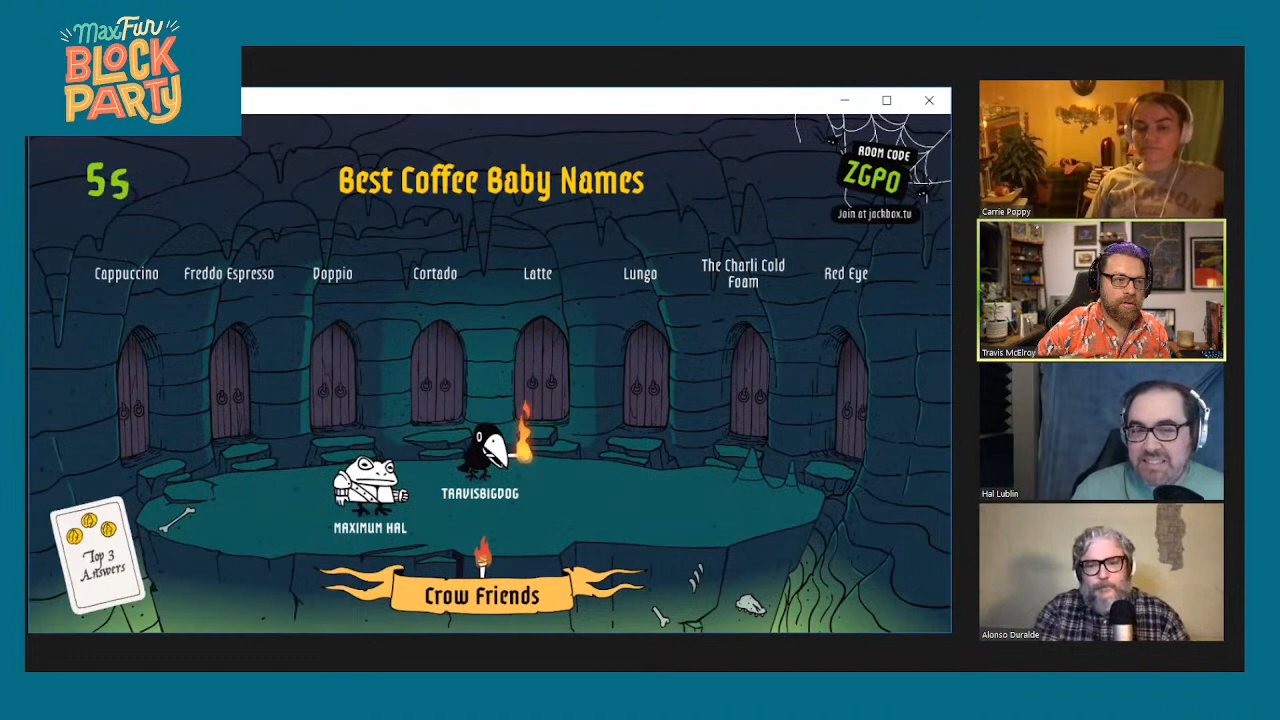 MaxFun
BLOCK
PARTY
5s
Best Coffee Baby Names
ROOM CODE
ZGPO
Join at jackbox.tv
Cappuccino
Freddo Espresso
Doppio
Cortado
Latte
Lungo
The Charli Cold
Foam
Red Eye
TRAVISBIGDOG
MAXIMUM HAL
Top 3
Answers
Crow Friends
Carrie Poppy
Travis McElroy
Hal Lublin
Alonso Duralde